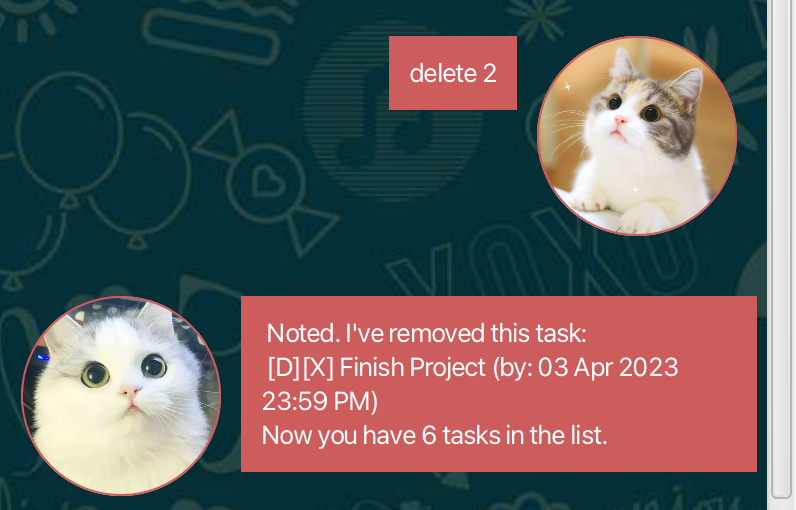 delete 2
Noted. I've removed this task:
[D][X] Finish Project (by: 03 Apr 2023
23:59 PM)
Now you have 6 tasks in the list.
XOXO